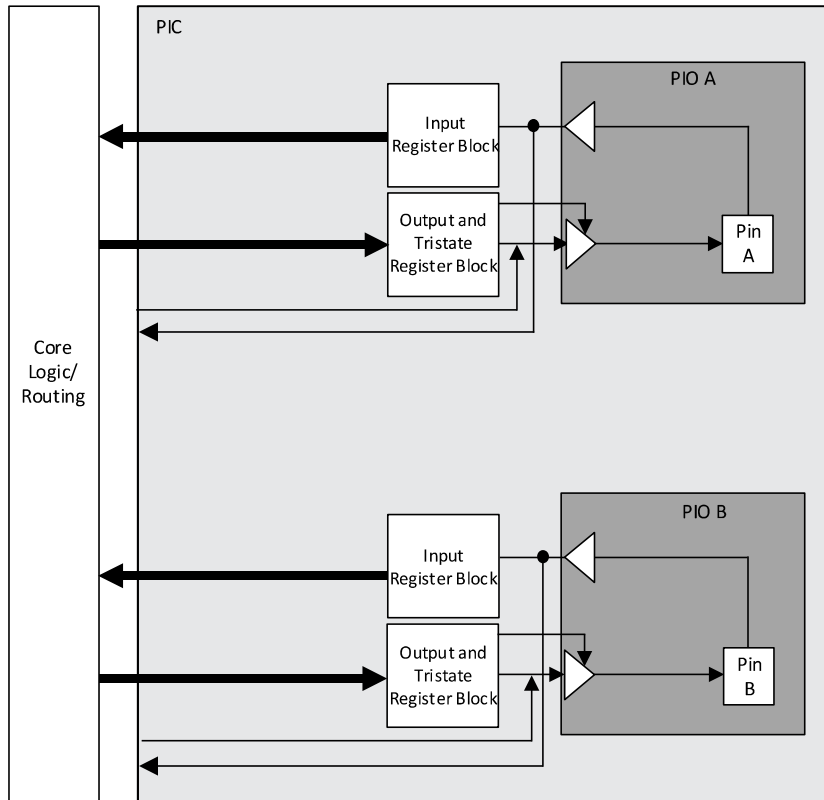 PIC
PIO A
Input
Register Block
Output and
Tristate
Register Block
Pin
A
Core
Logic/
Routing
PIO B
Input
Register Block
Output and
Tristate
Register Block
Pin
B